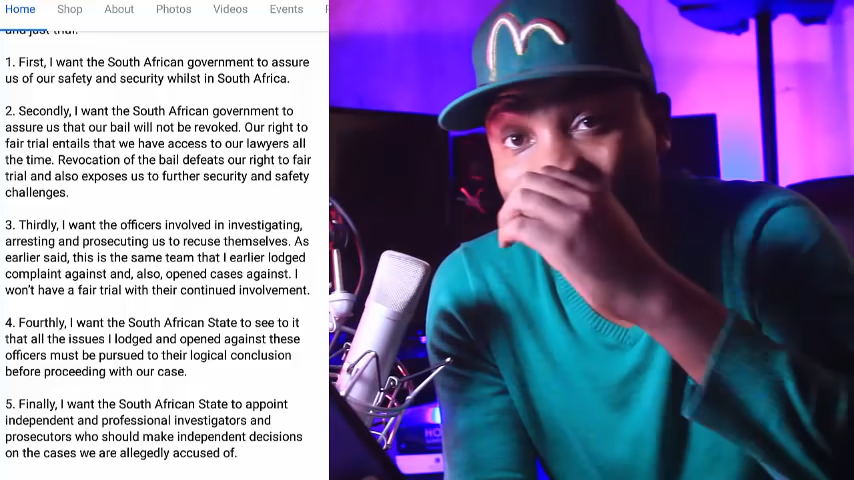 Home Shop About Photos Videos Events
and just that.
1. First, I want the South African government to assure
us of our safety and security whilst in South Africa.
2. Secondly, I want the South African government to
assure us that our bail will not be revoked. Our right to
fair trial entails that we have access to our lawyers all
the time. Revocation of the bail defeats our right to fair
trial and also exposes us to further security and safety
challenges.
3. Thirdly, I want the officers involved in investigating,
arresting and prosecuting us to recuse themselves. As
earlier said, this is the same team that I earlier lodged
complaint against and, also, opened cases against. I
won't have a fair trial with their continued involvement.
4. Fourthly, I want the South African State to see to it
that all the issues I lodged and opened against these
officers must be pursued to their logical conclusion
before proceeding with our case.
5. Finally, I want the South African State to appoint
independent and professional investigators and
prosecutors who should make independent decisions
on the cases we are allegedly accused of.